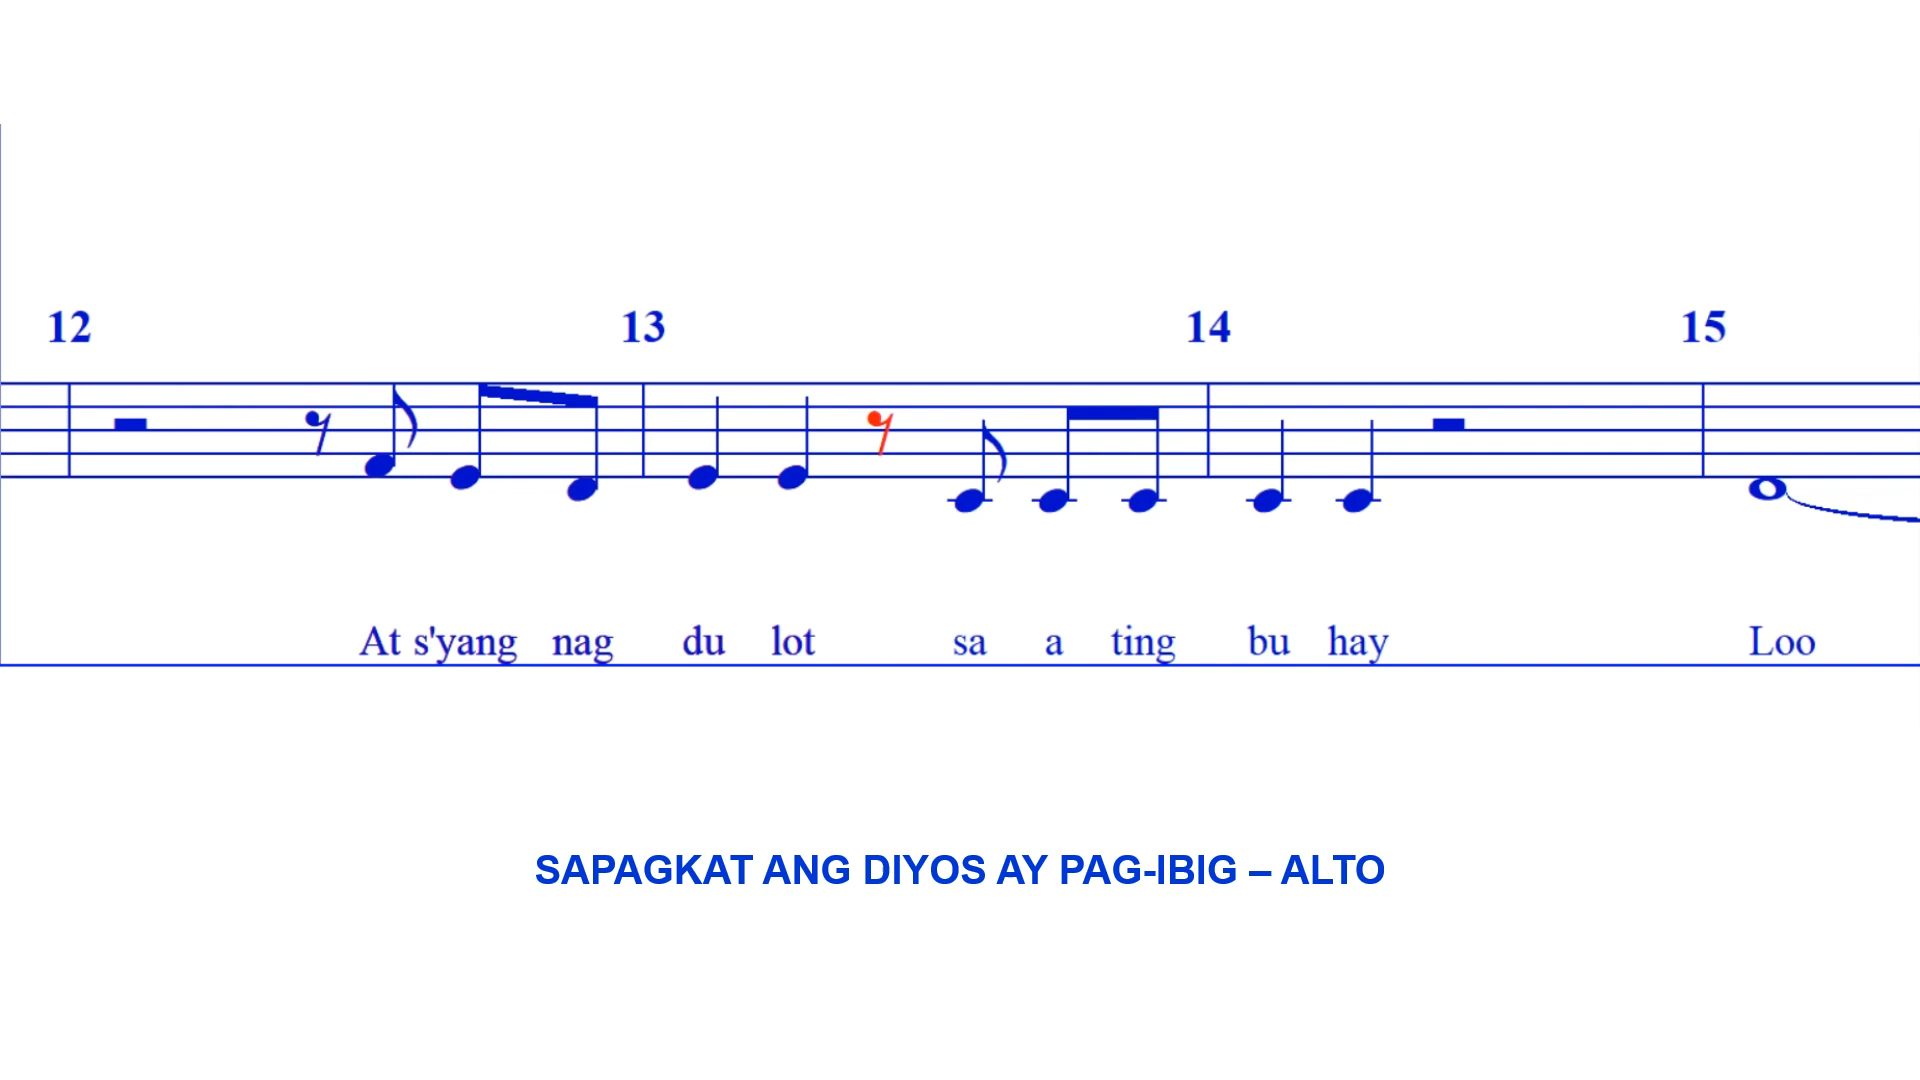 12 13 14 15
At s'yang nag du lot sa a ting bu hay Loo
SAPAGKAT ANG DIYOS AY PAG-IBIG – ALTO